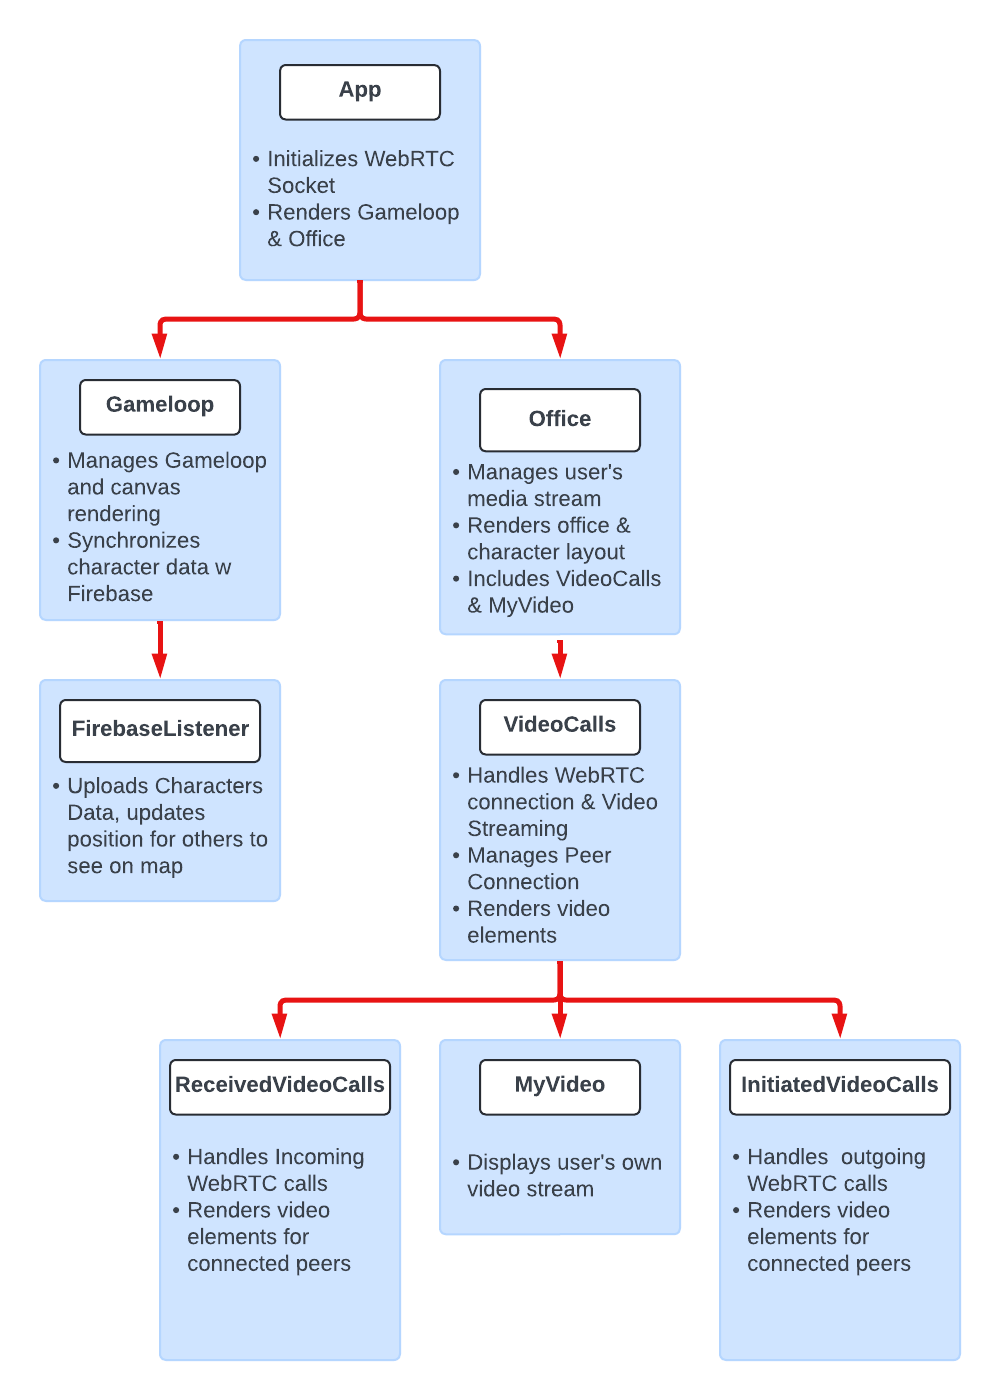 App
• Initializes WebRTC
Socket
• Renders Gameloop
& Office
Gameloop
• Manages Gameloop
and canvas
rendering
• Synchronizes
character data w
Firebase
Office
• Manages user's
media stream
• Renders office &
character layout
• Includes VideoCalls
& MyVideo
FirebaseListener
• Uploads Characters
Data, updates
position for others to
see on map
VideoCalls
• Handles WebRTC
connection & Video
Streaming
• Manages Peer
Connection
• Renders video
elements
ReceivedVideoCalls
• Handles Incoming
WebRTC calls
• Renders video
elements for
connected peers
MyVideo
• Displays user's own
video stream
InitiatedVideoCalls
• Handles  outgoing
WebRTC calls
• Renders video
elements for
connected peers